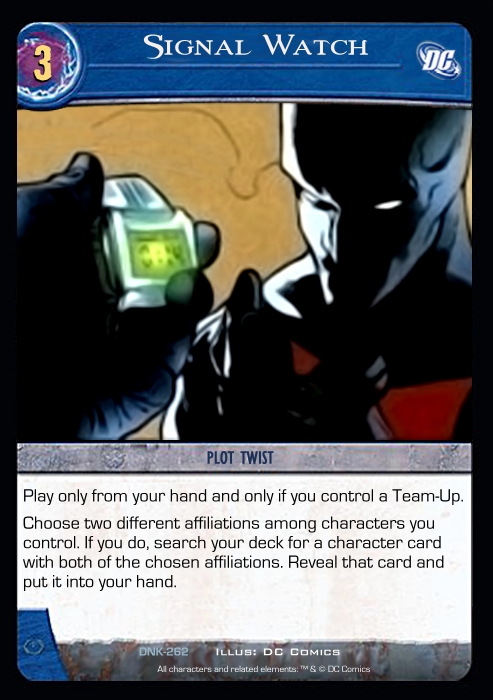 3
Signal Watch
DC
PLOT TWIST
Play only from your hand and only if you control a Team-Up.
Choose two different affiliations among characters you
control. If you do, search your deck for a character card
with both of the chosen affiliations. Reveal that card and
put it into your hand.
DNK-262 Illus: DC Comics
All characters and related elements: ™ & © DC Comics